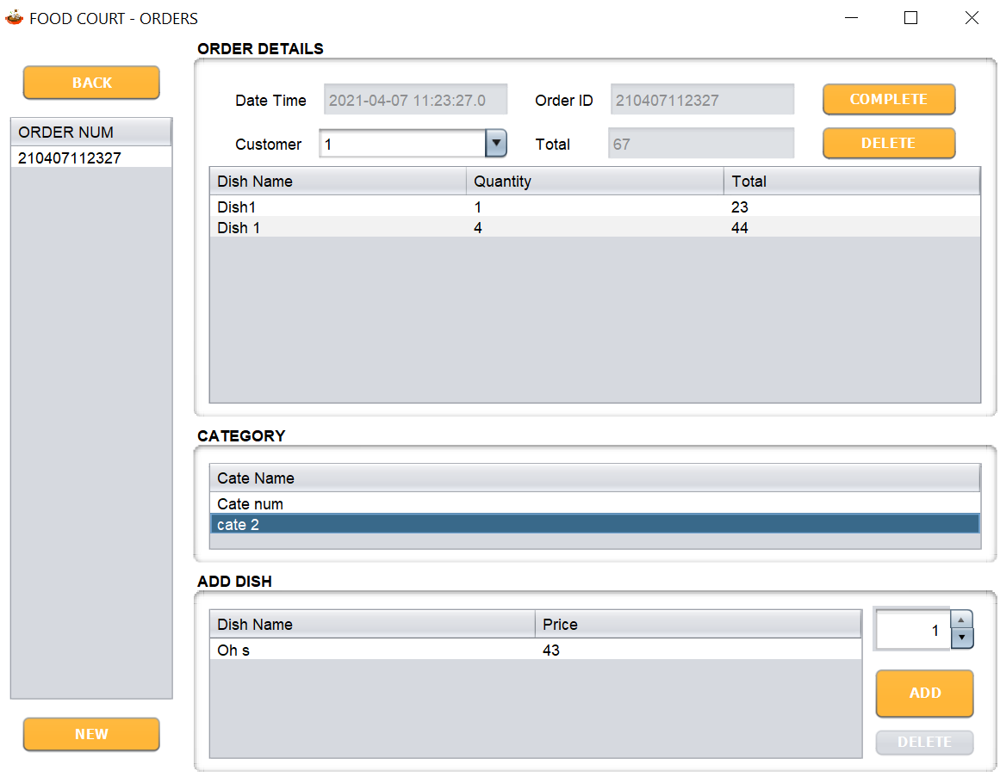 FOOD COURT - ORDERS
BACK
ORDER NUM
210407112327
NEW
ORDER DETAILS
Date Time 2021-04-07 11:23:27.0 Order ID 210407112327 COMPLETE
Customer 1 Total 67 DELETE
Dish Name Quantity Total
Dish1 1 23
Dish 1 4 44
CATEGORY
Cate Name
Cate num
cate 2
ADD DISH
Dish Name Price
Oh s 43
1
ADD
DELETE